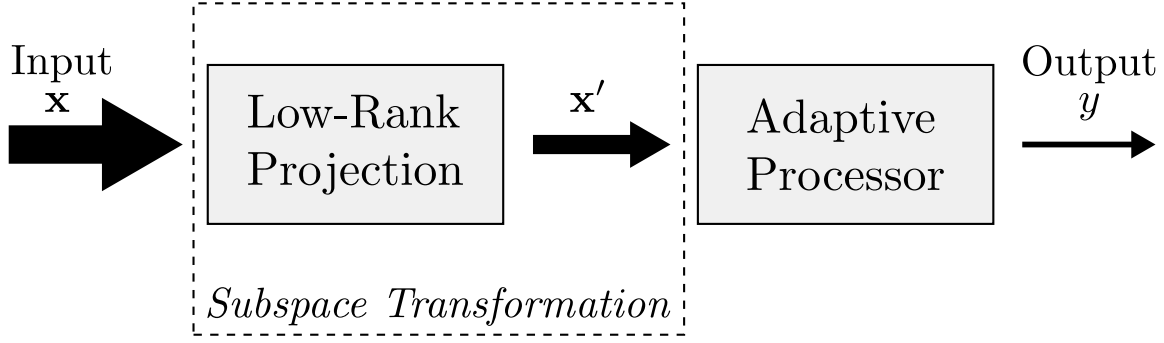 Input
x
Low-Rank
Projection
x′
Adaptive
Processor
Output
y
Subspace Transformation